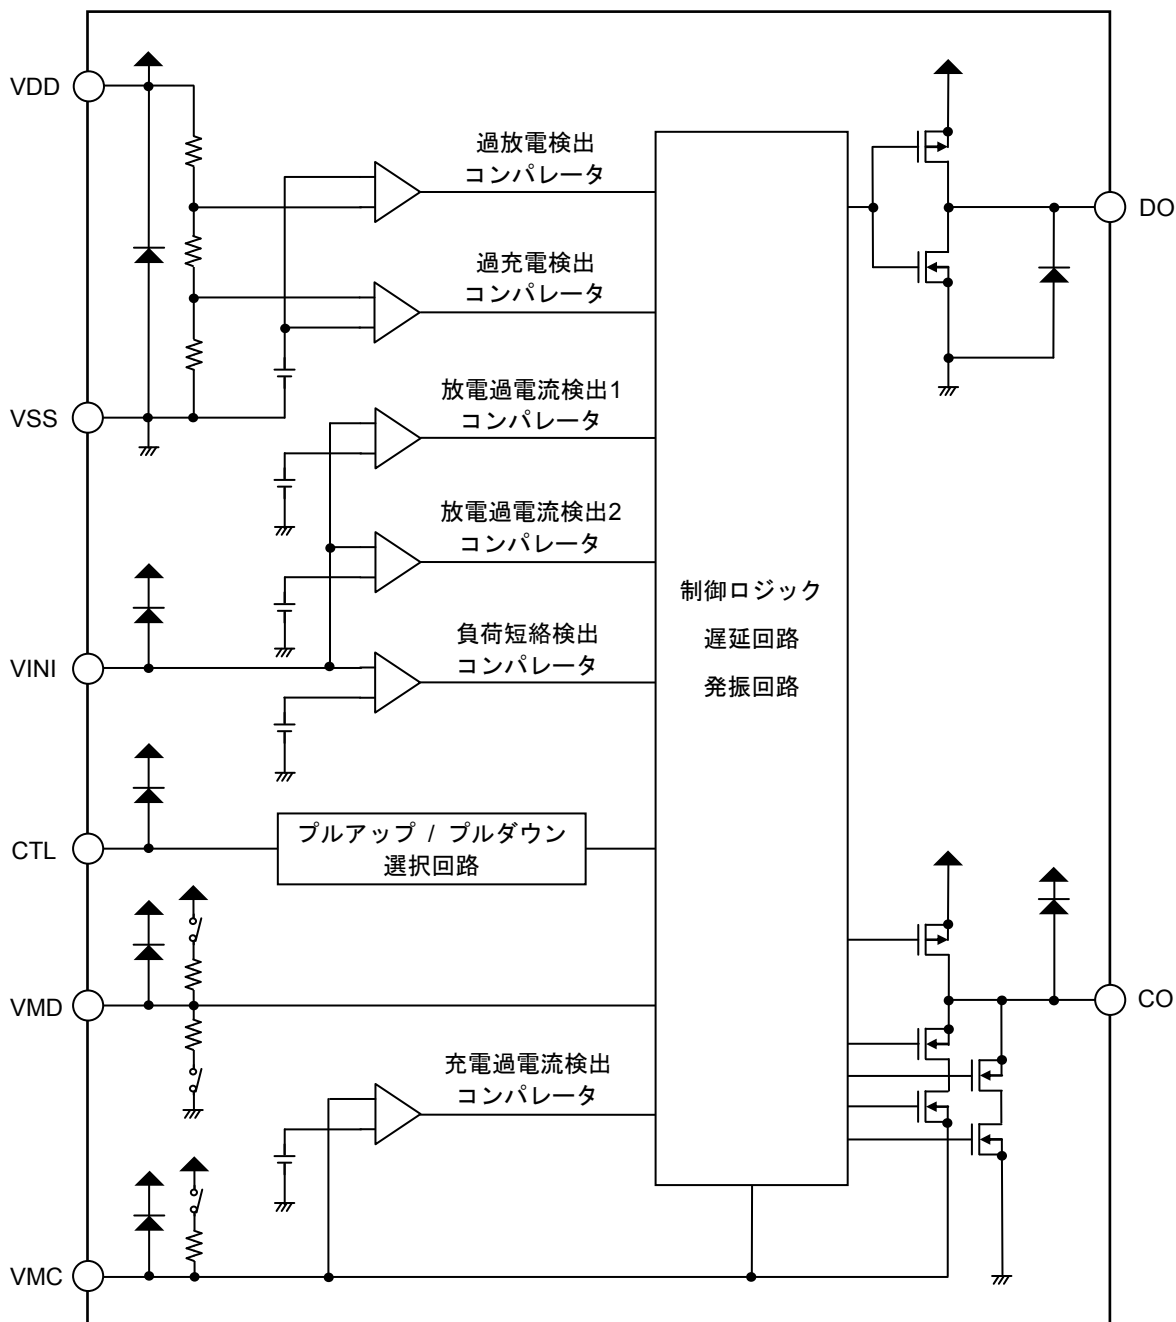 VDD
過放電検出
コンパレータ
DO
過充電検出
コンパレータ
VSS
放電過電流検出1
コンパレータ
放電過電流検出2
コンパレータ
制御ロジック
遅延回路
発振回路
負荷短絡検出
コンパレータ
VINI
CTL
プルアップ / プルダウン
選択回路
VMD
CO
充電過電流検出
コンパレータ
VMC